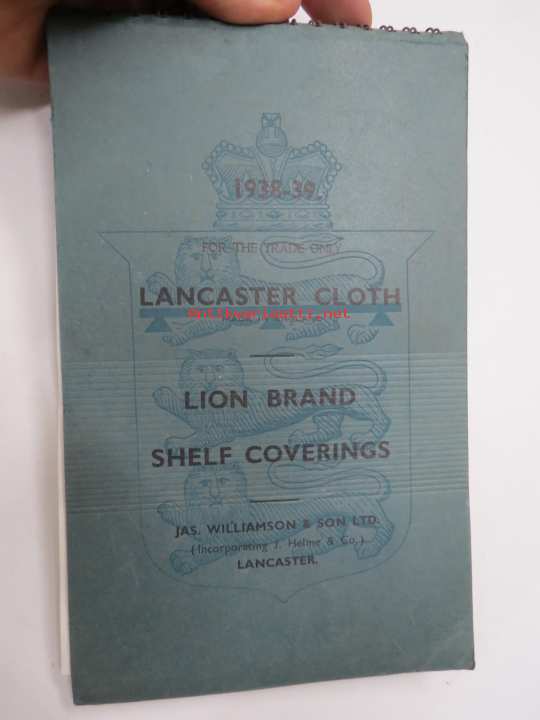 1938-39.
FOR THE TRADE ONLY
LANCASTER CLOTH
Antikvariaatti.net
LION BRAND
SHELF COVERINGS
JAS. WILLIAMSON & SON LTD.
(Incorporating J. Helme & Co.)
LANCASTER.